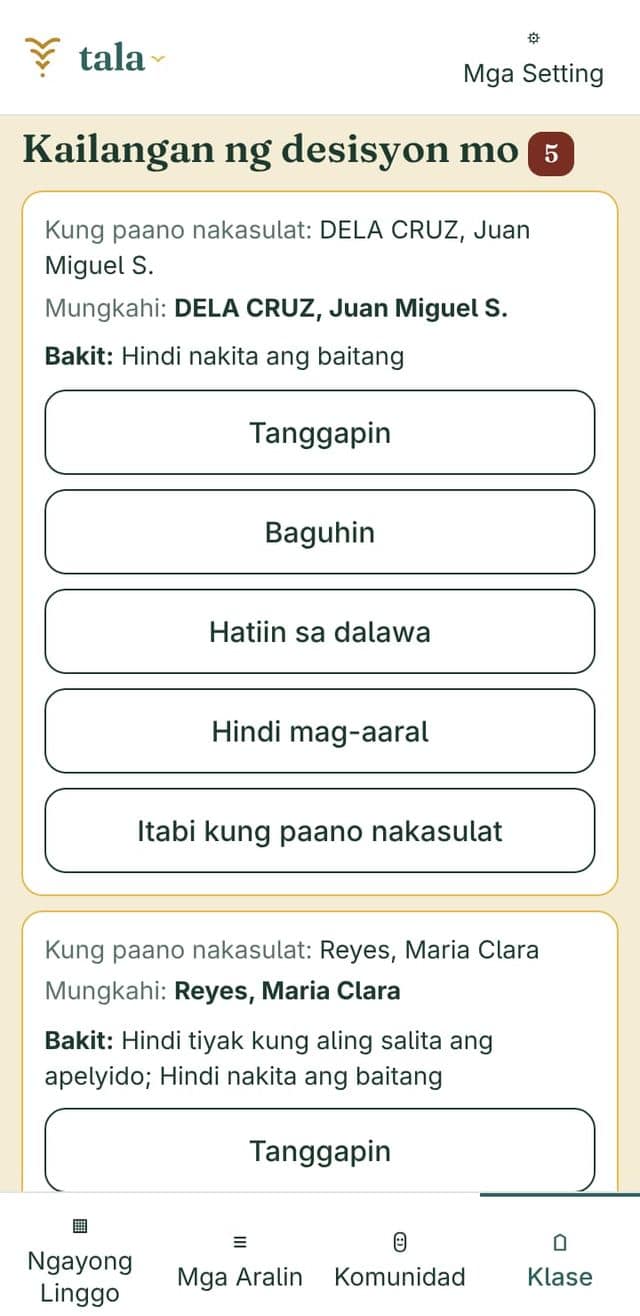 tala
Mga Setting
Kailangan ng desisyon mo 5
Kung paano nakasulat: DELA CRUZ, Juan
Miguel S.
Mungkahi: DELA CRUZ, Juan Miguel S.
Bakit: Hindi nakita ang baitang
Tanggapin
Baguhin
Hatiin sa dalawa
Hindi mag-aaral
Itabi kung paano nakasulat
Kung paano nakasulat: Reyes, Maria Clara
Mungkahi: Reyes, Maria Clara
Bakit: Hindi tiyak kung aling salita ang
apelyido; Hindi nakita ang baitang
Tanggapin
Ngayong
Linggo
Mga Aralin
Komunidad
Klase